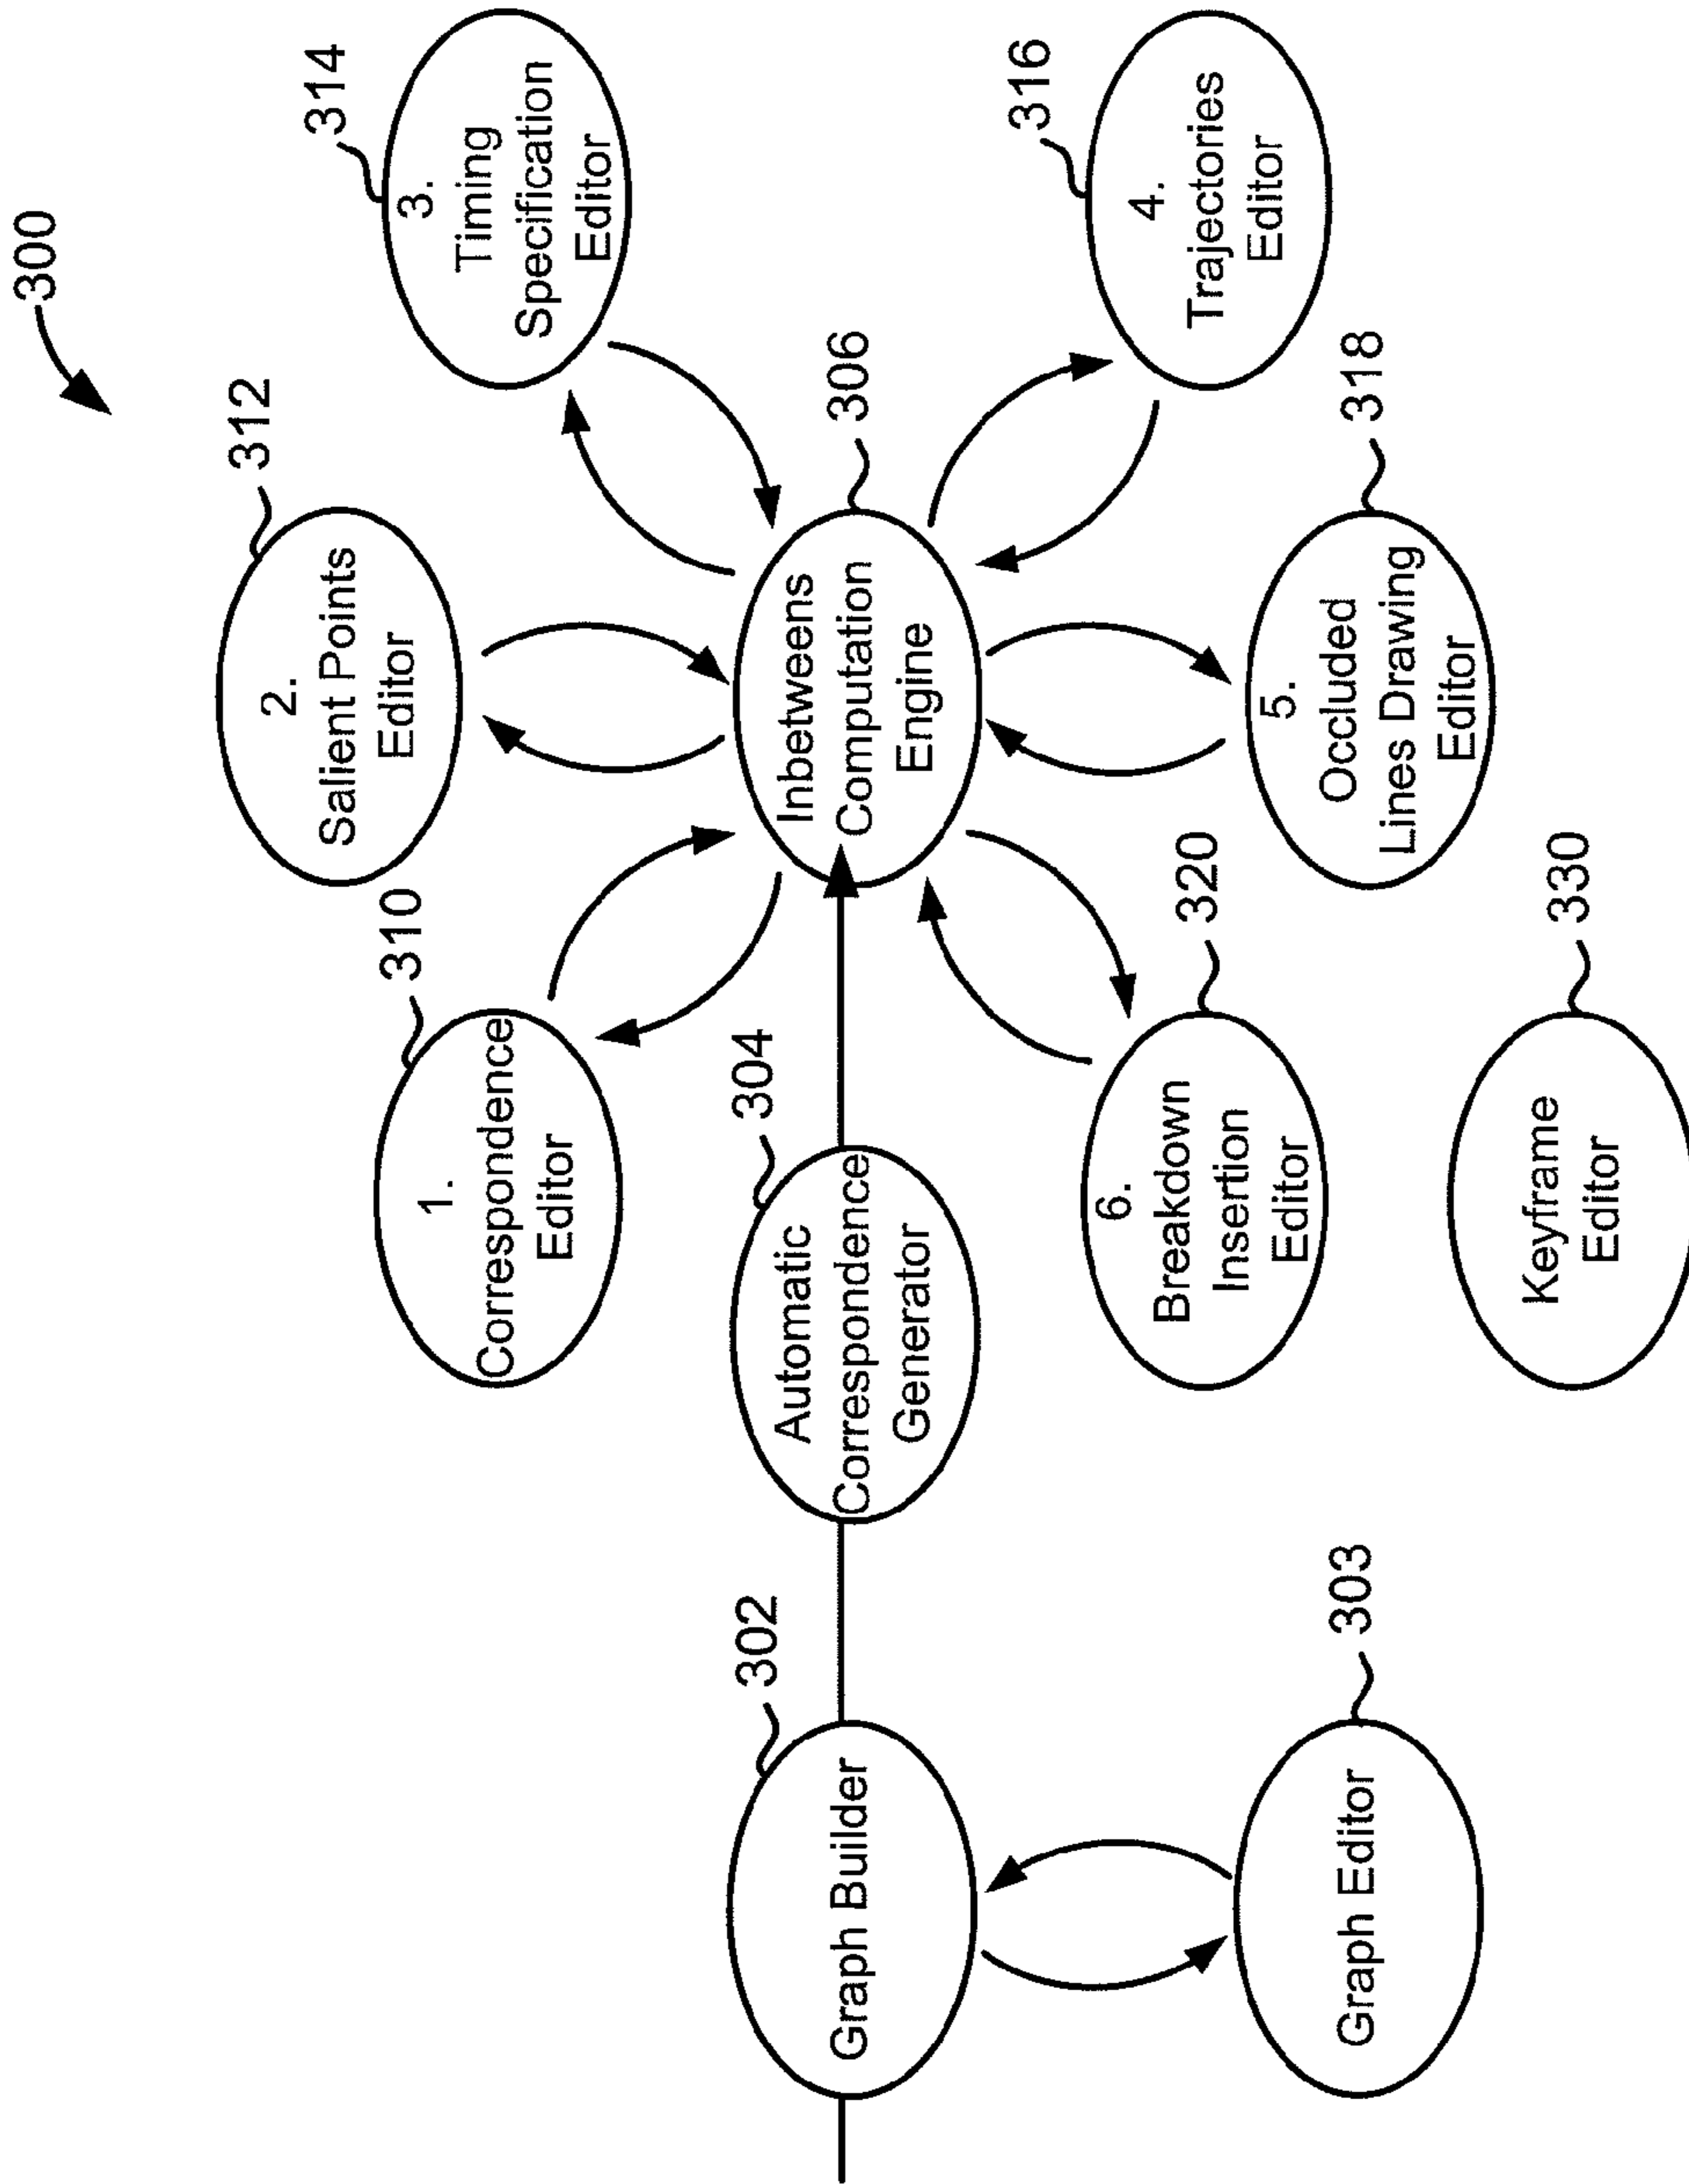 300
312
2.
Salient Points
Editor
314
3.
Timing
Specification
Editor
310
1.
Correspondence
Editor
302
Graph Builder
304
Automatic
Correspondence
Generator
306
Inbetweens
Computation
Engine
316
4.
Trajectories
Editor
303
Graph Editor
320
6.
Breakdown
Insertion
Editor
318
5.
Occluded
Lines Drawing
Editor
330
Keyframe
Editor